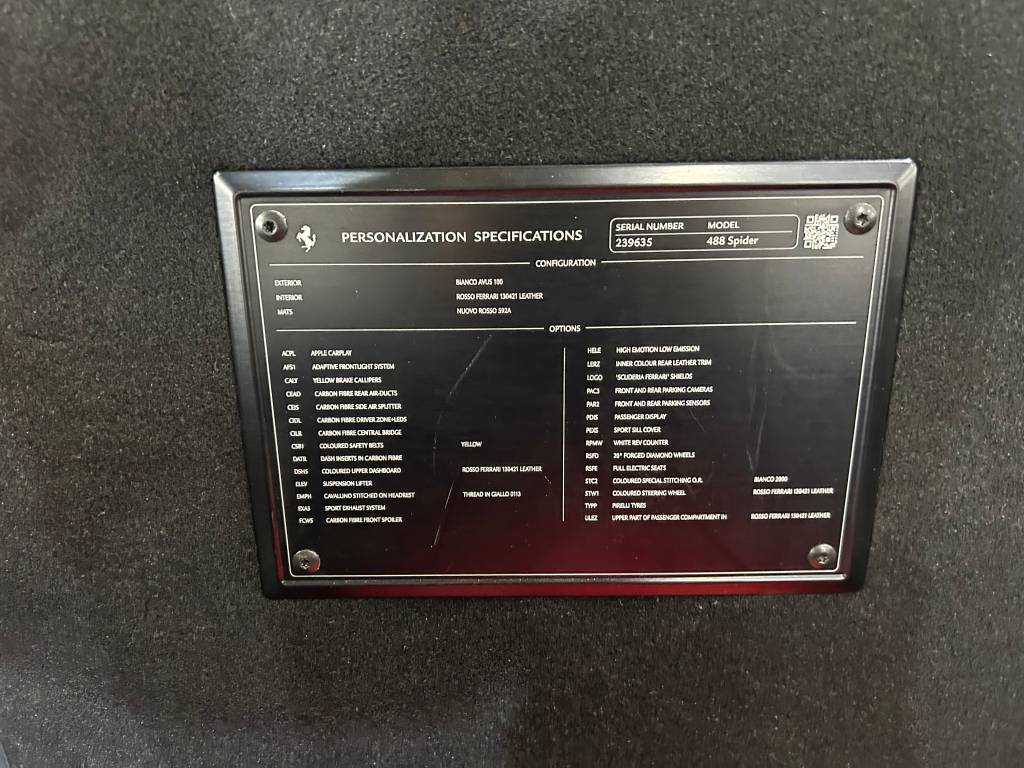 PERSONALIZATION SPECIFICATIONS
SERIAL NUMBER MODEL
239635 488 Spider
CONFIGURATION
EXTERIOR BIANCO AVUS 100
INTERIOR ROSSO FERRARI 130421 LEATHER
MATS NUOVO ROSSO 592A
OPTIONS
ACPL APPLE CARPLAY
AFS1 ADAPTIVE FRONTLIGHT SYSTEM
CALY YELLOW BRAKE CALLIPERS
CEAD CARBON FIBRE REAR AIR-DUCTS
CEIS CARBON FIBRE SIDE AIR SPLITTER
CIDL CARBON FIBRE DRIVER ZONE+LEDS
CILR CARBON FIBRE CENTRAL BRIDGE
CSB1 COLOURED SAFETY BELTS YELLOW
DATR DASH INSERTS IN CARBON FIBRE
DSH5 COLOURED UPPER DASHBOARD ROSSO FERRARI 130421 LEATHER
ELEV SUSPENSION LIFTER
EMPH CAVALLINO STITCHED ON HEADREST THREAD IN GIALLO 0113
EXA3 SPORT EXHAUST SYSTEM
FCWS CARBON FIBRE FRONT SPOILER
HELE HIGH EMOTION LOW EMISSION
LERZ INNER COLOUR REAR LEATHER TRIM
LOGO "SCUDERIA FERRARI" SHIELDS
PAC3 FRONT AND REAR PARKING CAMERAS
PAR2 FRONT AND REAR PARKING SENSORS
PDIS PASSENGER DISPLAY
PDXS SPORT SILL COVER
RPMW WHITE REV COUNTER
RSFD 20" FORGED DIAMOND WHEELS
RSFE FULL ELECTRIC SEATS
STC2 COLOURED SPECIAL STITCHING O.R. BIANCO 2000
STW1 COLOURED STEERING WHEEL ROSSO FERRARI 130421 LEATHER
TYPP PIRELLI TYRES
ULEZ UPPER PART OF PASSENGER COMPARTMENT IN ROSSO FERRARI 130421 LEATHER